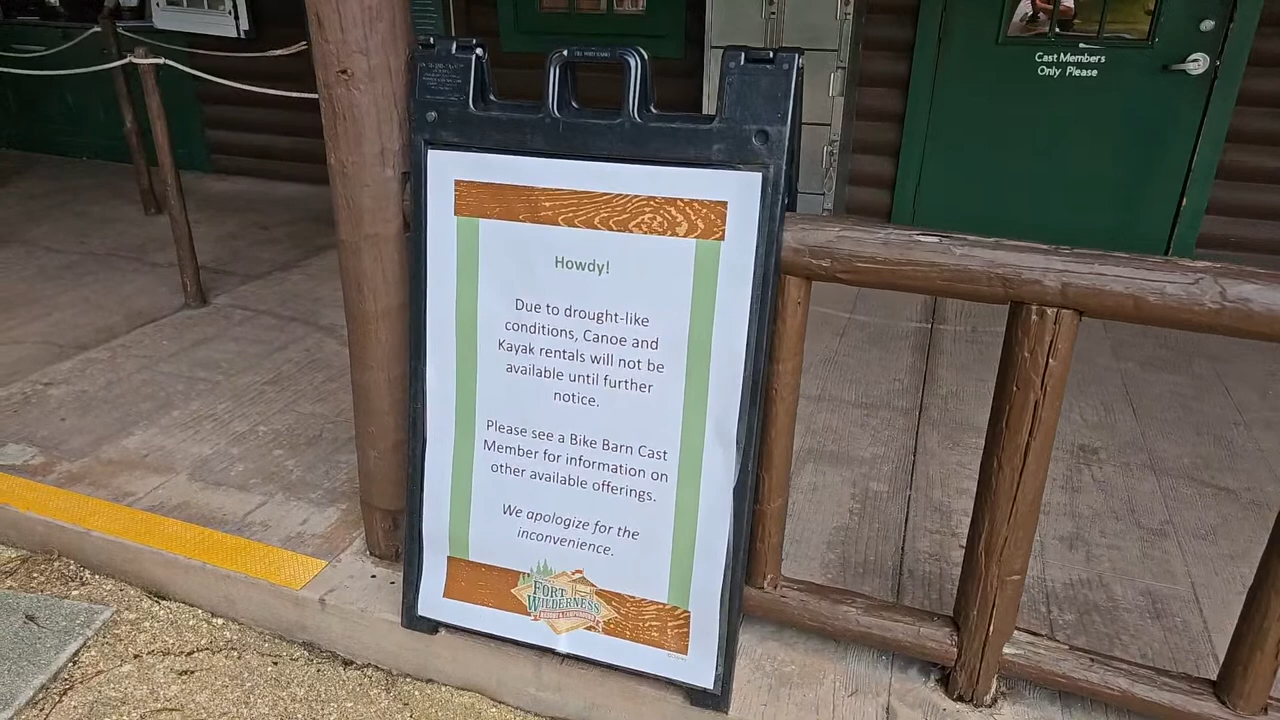 Cast Members
Only Please
Howdy!
Due to drought-like
conditions, Canoe and
Kayak rentals will not be
available until further
notice.
Please see a Bike Barn Cast
Member for information on
other available offerings.
We apologize for the
inconvenience.
FORT
WILDERNESS
RESORT & CAMPGROUND